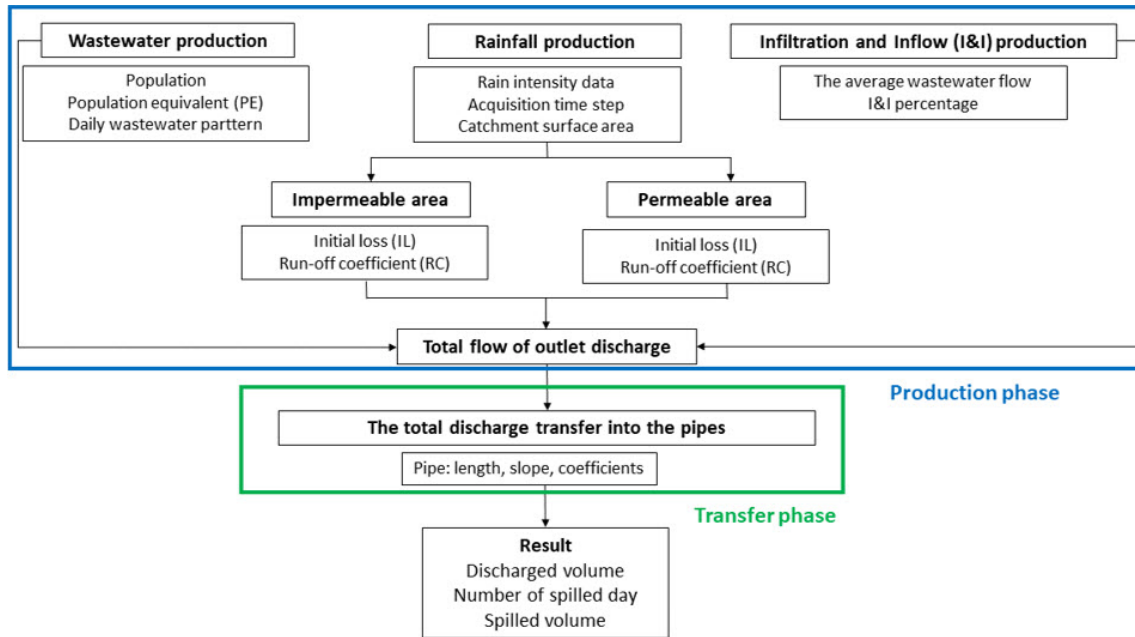 Wastewater production
Population
Population equivalent (PE)
Daily wastewater parttern
Rainfall production
Rain intensity data
Acquisition time step
Catchment surface area
Infiltration and Inflow (I&I) production
The average wastewater flow
I&I percentage
Impermeable area
Initial loss (IL)
Run-off coefficient (RC)
Permeable area
Initial loss (IL)
Run-off coefficient (RC)
Total flow of outlet discharge
Production phase
The total discharge transfer into the pipes
Pipe: length, slope, coefficients
Transfer phase
Result
Discharged volume
Number of spilled day
Spilled volume